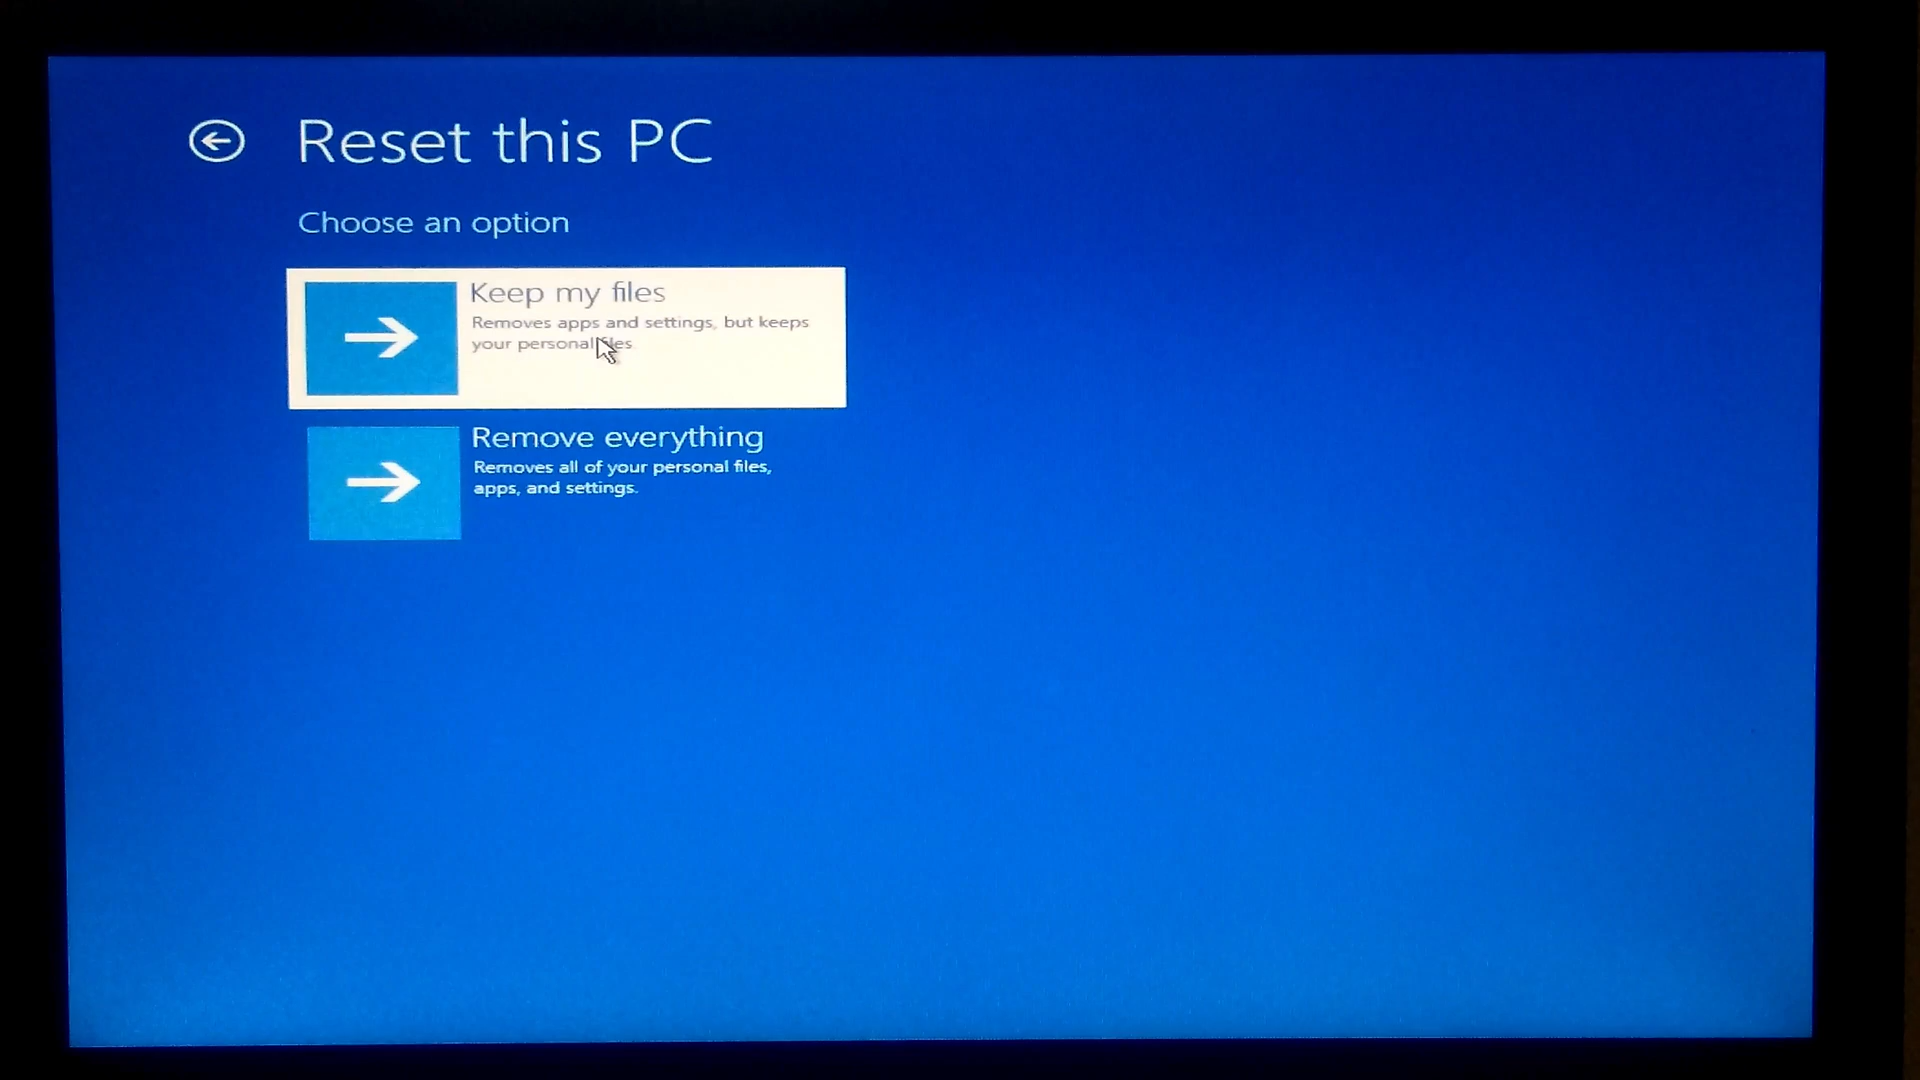 Reset this PC
Choose an option
Keep my files
Removes apps and settings, but keeps
your personal files.
Remove everything
Removes all of your personal files,
apps, and settings.